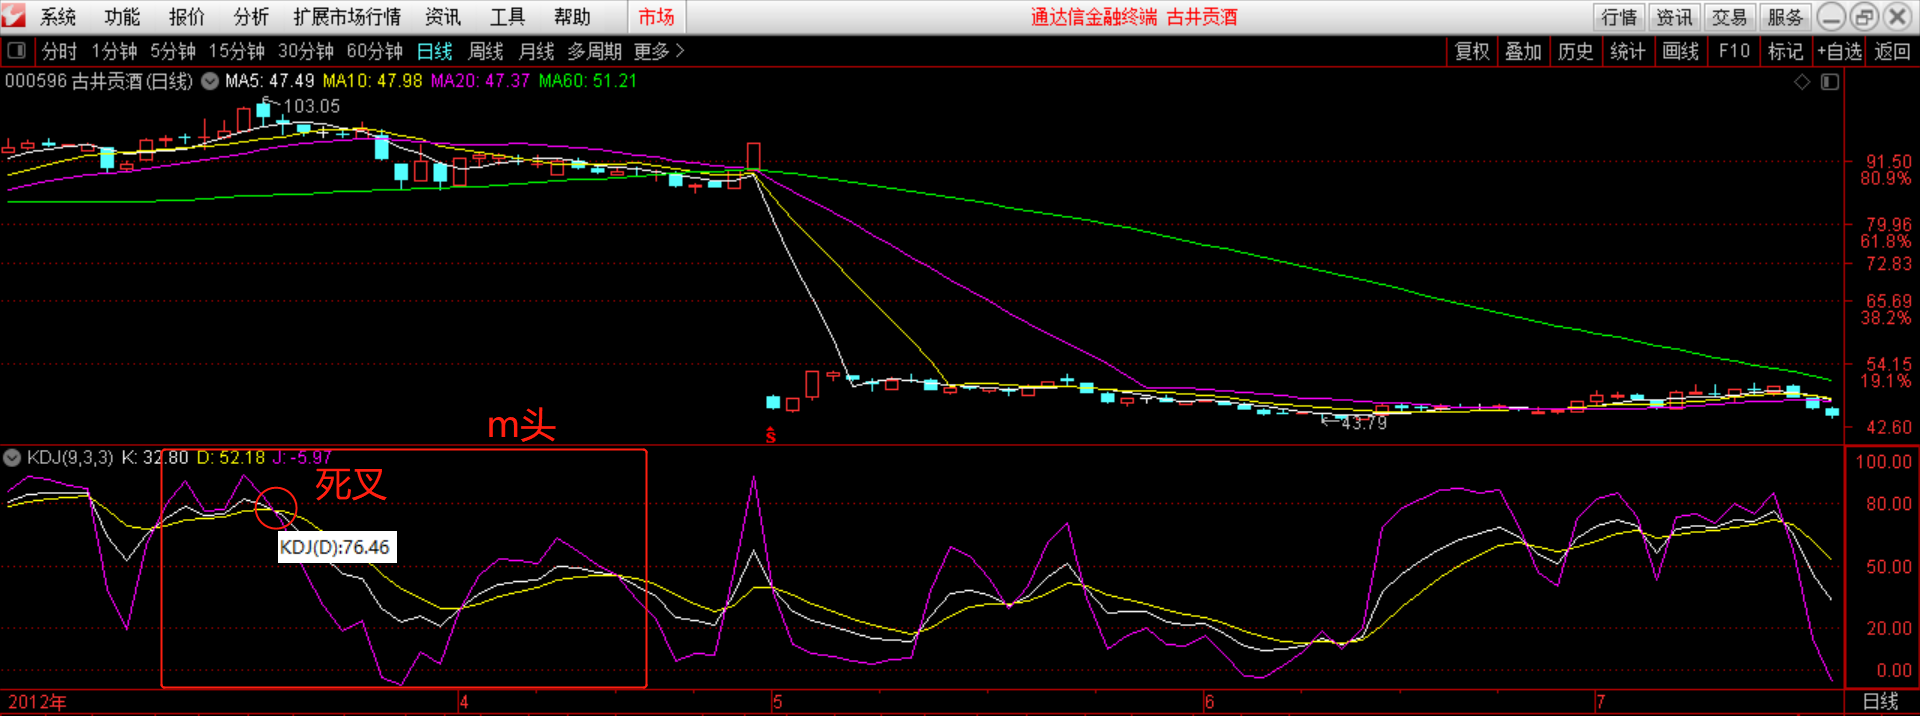 系统 功能 报价 分析 扩展市场行情 资讯 工具 帮助 市场 通达信金融终端 古井贡酒 行情 资讯 交易 服务
分时 1分钟 5分钟 15分钟 30分钟 60分钟 日线 周线 月线 多周期 更多 复权 叠加 历史 统计 画线 F10 标记 +自选 返回
000596 古井贡酒(日线) MA5: 47.49 MA10: 47.98 MA20: 47.37 MA60: 51.21
103.05
91.50
80.9%
79.96
61.8%
72.83
65.69
38.2%
54.15
19.1%
43.79
42.60
m头
S
KDJ(9,3,3) K: 32.80 D: 52.18 J: -5.97
死叉
KDJ(D):76.46
100.00
80.00
50.00
20.00
0.00
2012年 4 5 6 7 日线